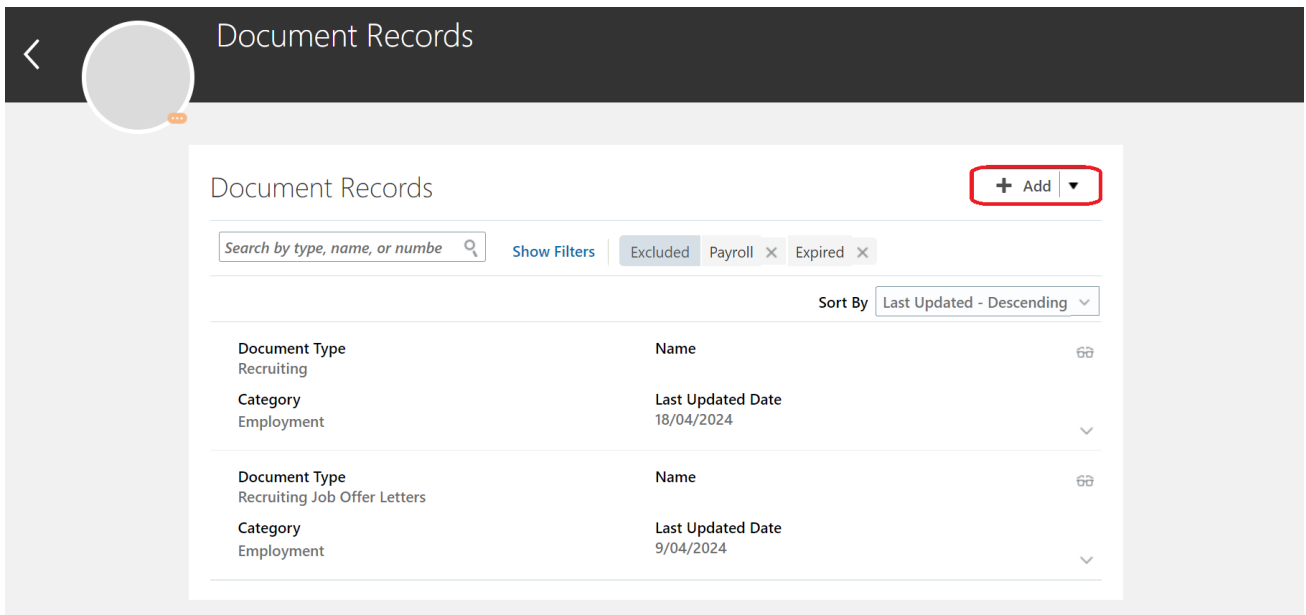 Document Records
Document Records
+ Add
Search by type, name, or numbe
Show Filters
Excluded Payroll × Expired ×
Sort By Last Updated - Descending
Document Type Name
Recruiting
Category Last Updated Date
Employment 18/04/2024
Document Type Name
Recruiting Job Offer Letters
Category Last Updated Date
Employment 9/04/2024